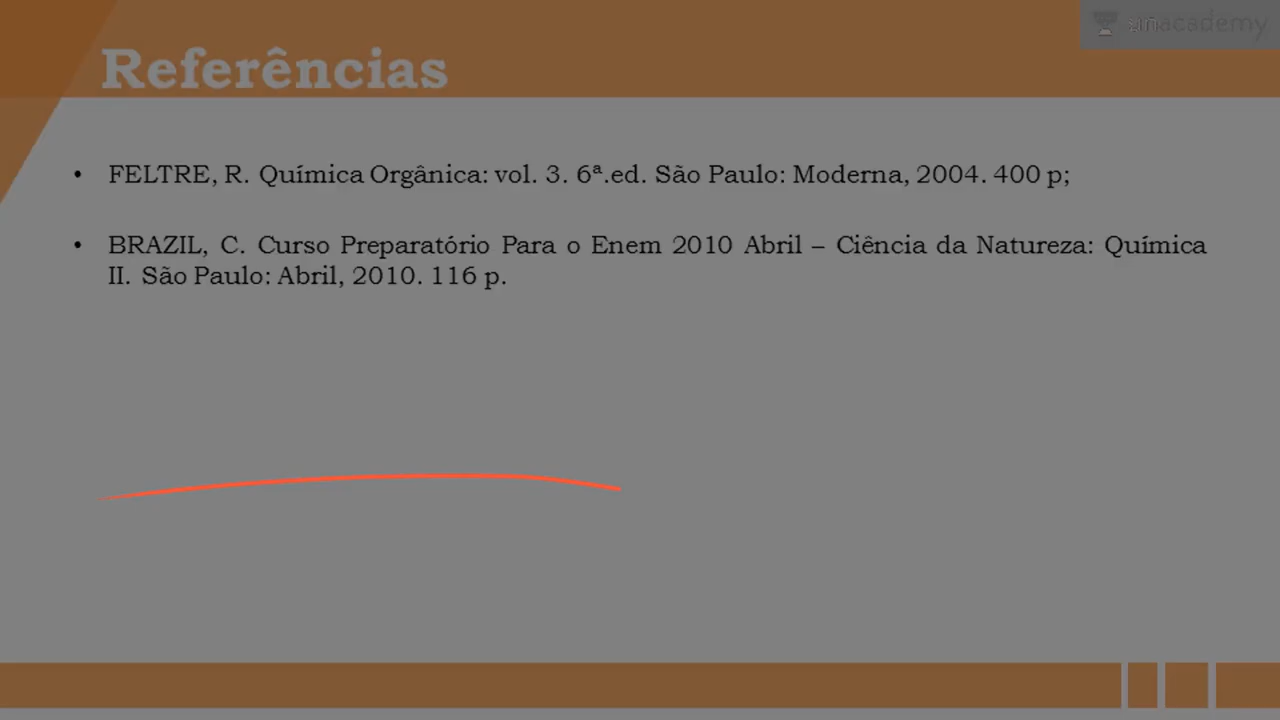 Referências
• FELTRE, R. Química Orgânica: vol. 3. 6ª.ed. São Paulo: Moderna, 2004. 400 p;
• BRAZIL, C. Curso Preparatório Para o Enem 2010 Abril – Ciência da Natureza: Química
II. São Paulo: Abril, 2010. 116 p.